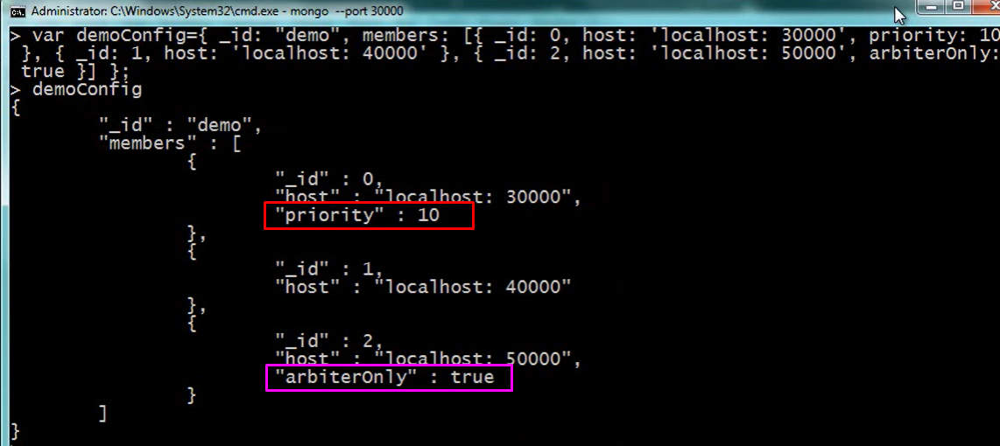 Administrator: C:\Windows\System32\cmd.exe - mongo --port 30000
> var demoConfig={ _id: "demo", members: [{ _id: 0, host: 'localhost: 30000', priority: 10
}, { _id: 1, host: 'localhost: 40000' }, { _id: 2, host: 'localhost: 50000', arbiterOnly:
true }] };
> demoConfig
{
"_id" : "demo",
"members" : [
{
"_id" : 0,
"host" : "localhost: 30000",
"priority" : 10
},
{
"_id" : 1,
"host" : "localhost: 40000"
},
{
"_id" : 2,
"host" : "localhost: 50000",
"arbiterOnly" : true
}
]
}